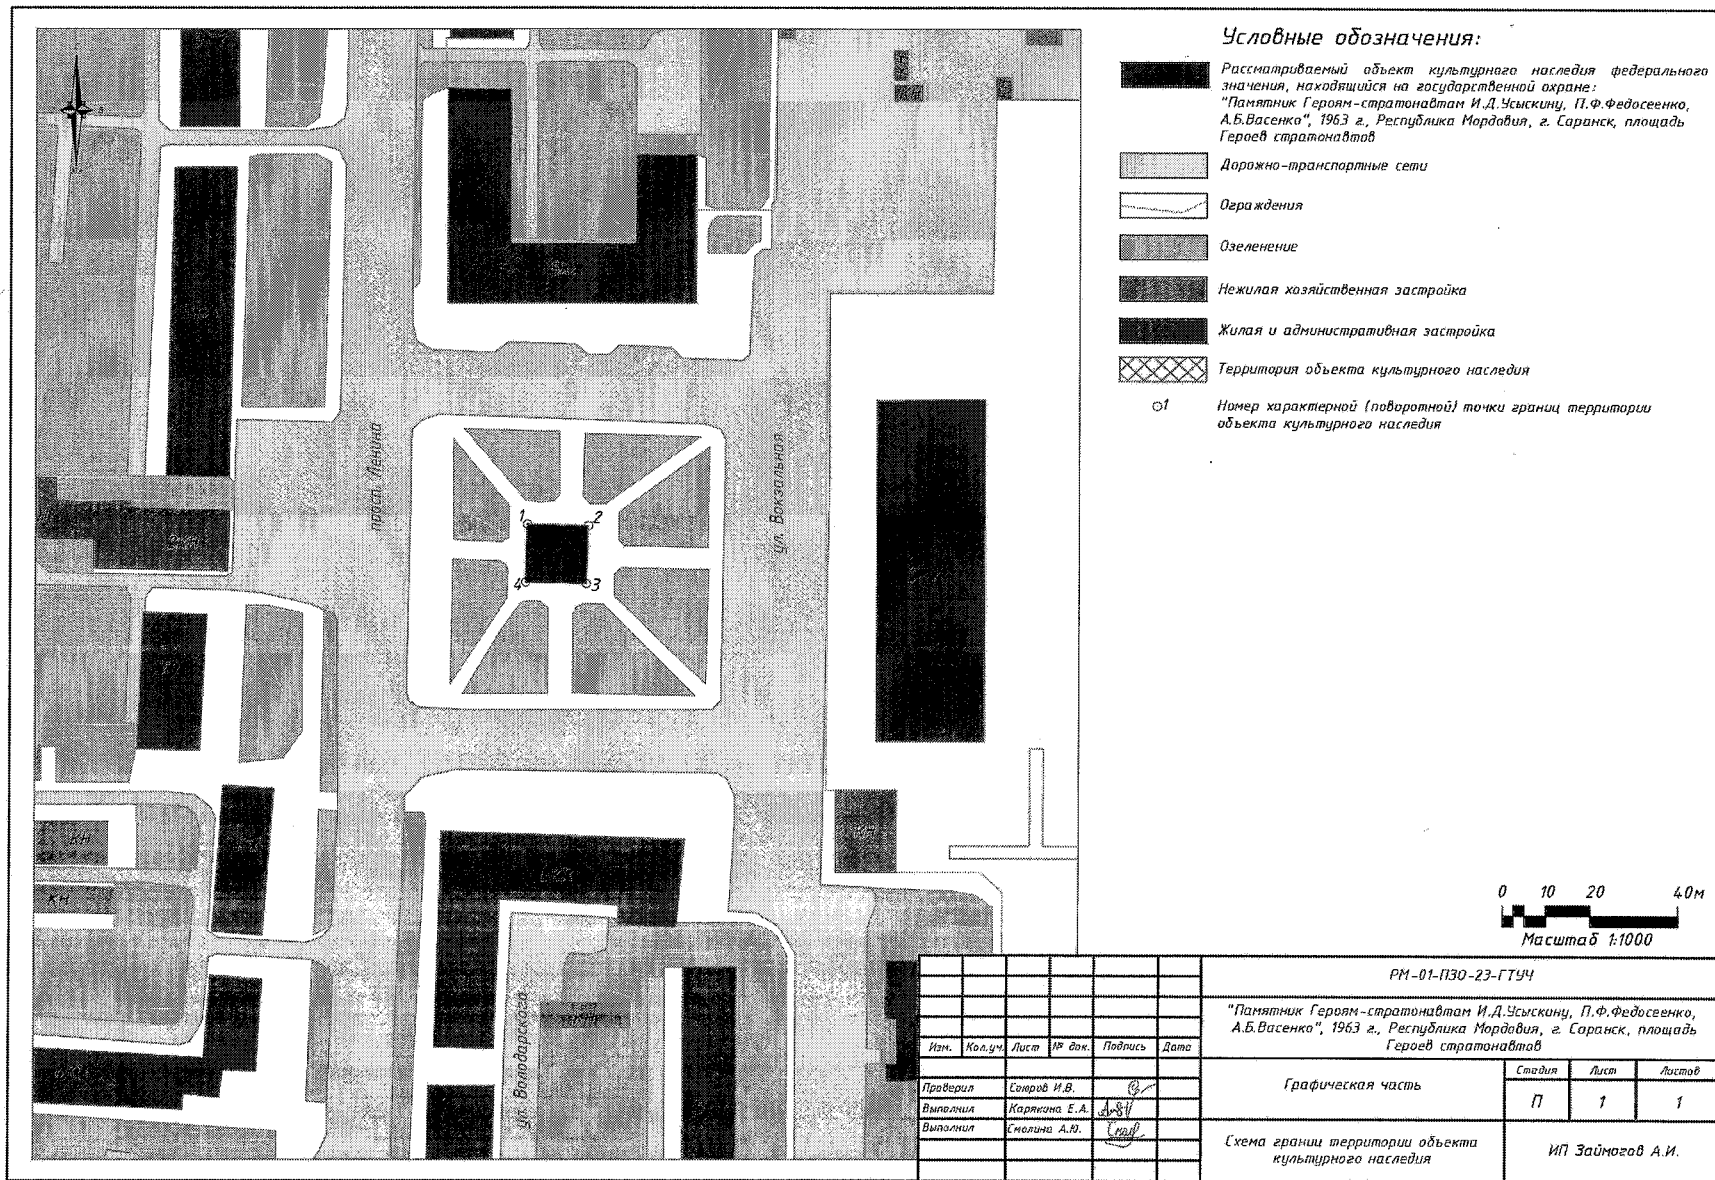 Условные обозначения:
Рассматриваемый объект культурного наследия федерального
значения, находящийся на государственной охране:
"Памятник Героям-стратонавтам И.Д.Усыскину, П.Ф.Федосеенко,
А.Б.Васенко", 1963 г., Республика Мордовия, г. Саранск, площадь
Героев стратонавтов
Дорожно-транспортные сети
Ограждения
Озеленение
Нежилая хозяйственная застройка
Жилая и административная застройка
Территория объекта культурного наследия
1
Номер характерной (поворотной) точки границ территории
объекта культурного наследия
просп. Ленина
ул. Вокзальная
1
2
4
3
КН
КН
ул. Володарского
0 10 20 40м
Масштаб 1:1000
РМ-01-ПЗО-23-ГТУЧ
"Памятник Героям-стратонавтам И.Д.Усыскину, П.Ф.Федосеенко,
А.Б.Васенко", 1963 г., Республика Мордовия, г. Саранск, площадь
Героев стратонавтов
Изм. Кол.уч. Лист № док. Подпись Дата
Проверил
Выполнил Карякина Е.А.
Выполнил Смолина А.Ю.
Графическая часть
Стадия Лист Листов
П 1 1
Схема границ территории объекта
культурного наследия
ИП Займогов А.И.